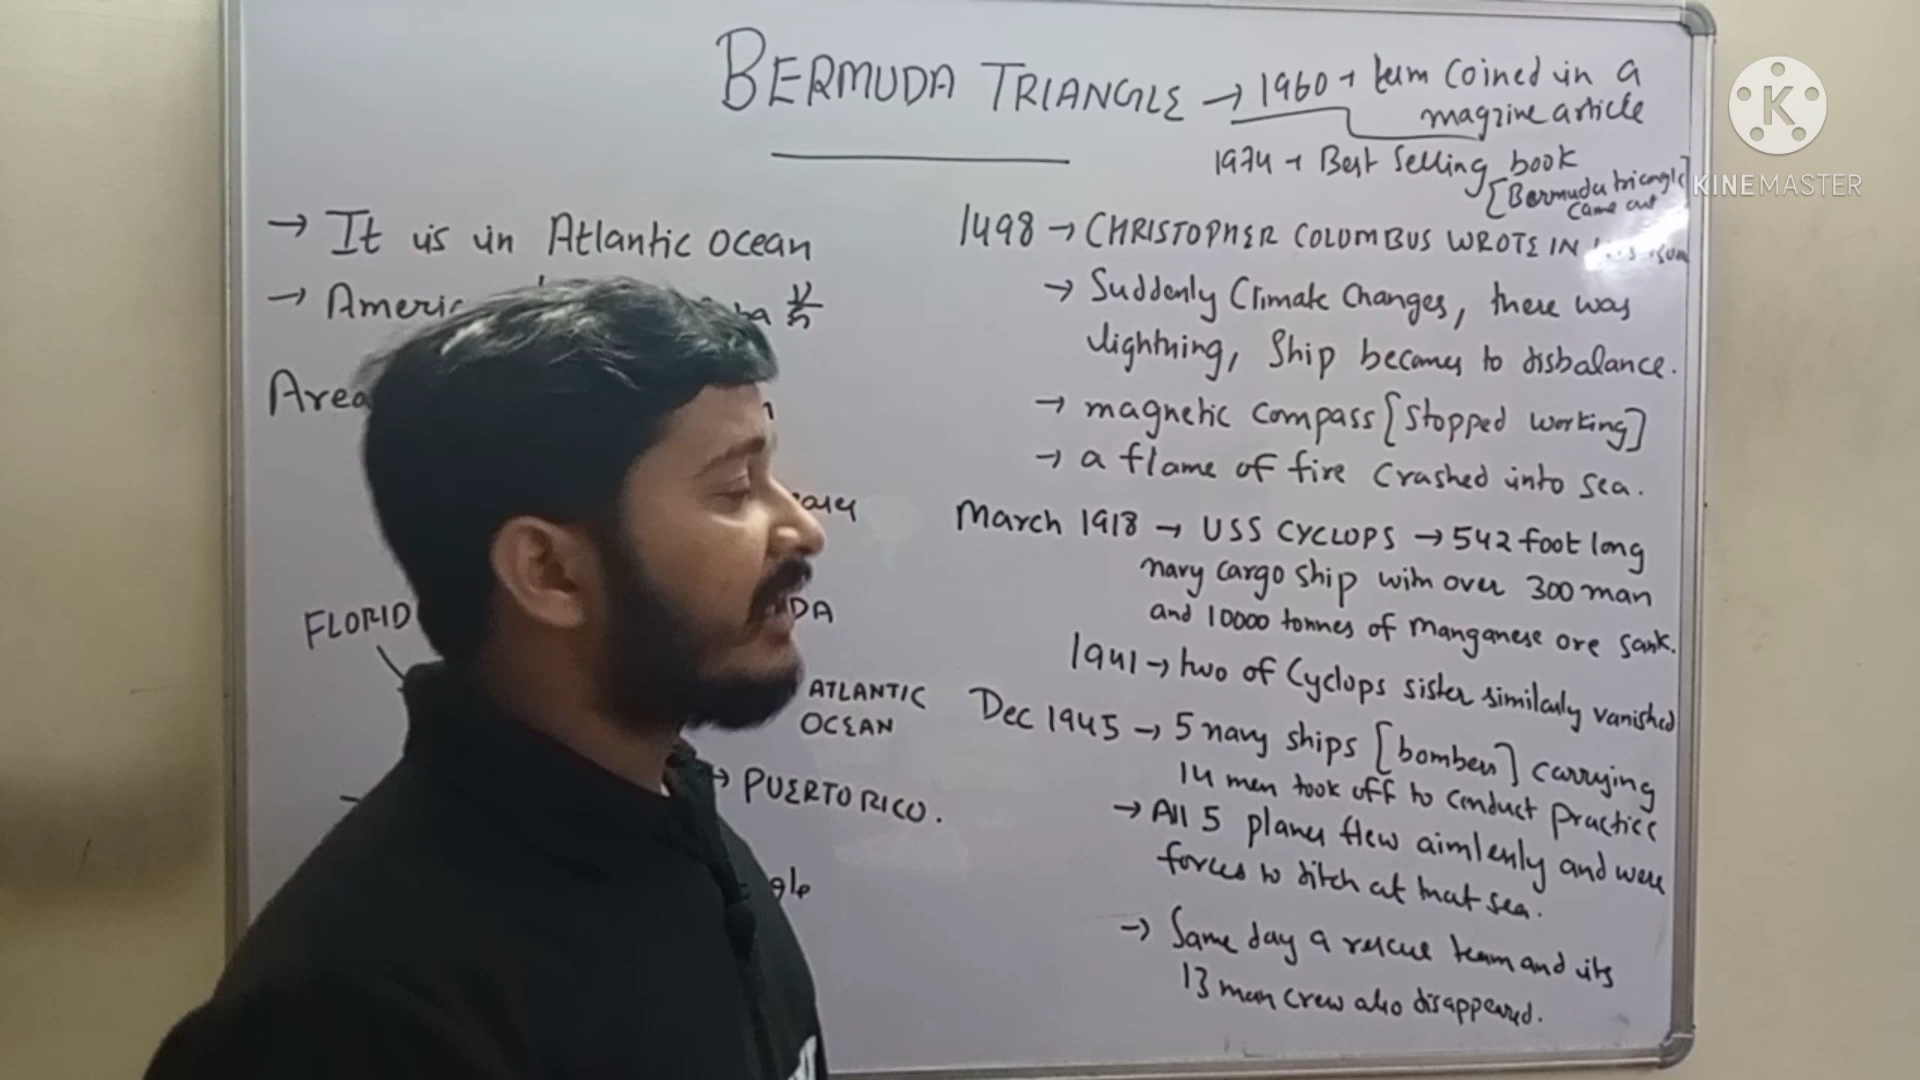 BERMUDA TRIANGLE → 1960 → term coined in a
magzine article
1974 → Best selling book
[Bermuda triangle]
came out
K
KINEMASTER
→ It is in Atlantic ocean
→ Americ
Area
FLORID
DA
ATLANTIC
OCEAN
→ PUERTO RICO.
gle
1498 → CHRISTOPHER COLUMBUS WROTE IN
→ Suddenly Climate Changes, there was
lightning, Ship becomes to disbalance.
→ magnetic compass [stopped working]
→ a flame of fire crashed into sea.
March 1918 → USS CYCLOPS → 542 foot long
navy cargo ship with over 300 man
and 10000 tonnes of Manganese ore sank.
1941 → two of Cyclops sister similarly vanished
Dec 1945 → 5 navy ships [bombers] carrying
14 men took off to conduct practice
→ All 5 planes flew aimlessly and were
forces to ditch at that sea.
→ Same day a rescue team and its
13 man crew also disappeared.